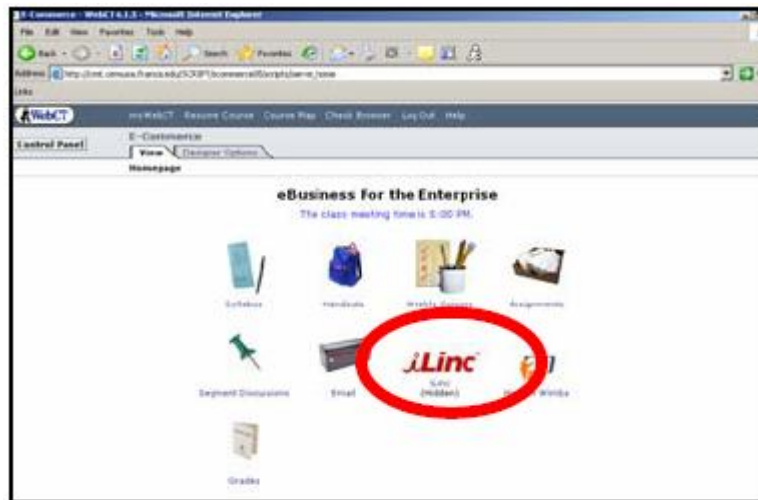 E-Commerce - WebCT 4.1.5 - Microsoft Internet Explorer
File Edit View Favorites Tools Help
Back Search Favorites
Address
Links
WebCT myWebCT Resume Course Course Map Check Browser Log Out Help
Control Panel
E-Commerce
View Designer Options
Homepage
eBusiness For the Enterprise
The class meeting time is 5:00 PM.
Syllabus Handouts Weekly Assignments
Segment Discussions Email iLinc iLinc (Hidden) Wimba
Grades